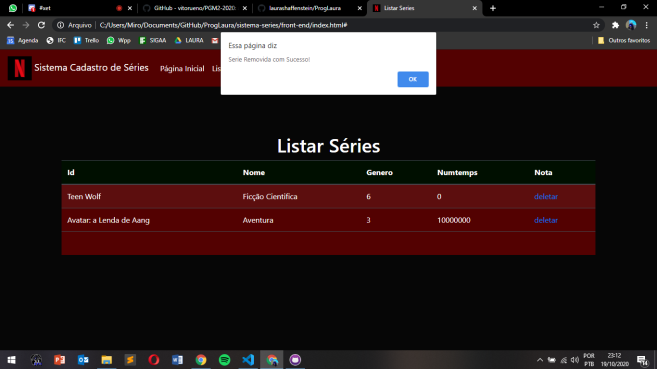 #set
GitHub - vitorueno/PGM2-2020:
laurashaffenstein/ProgLaura
Listar Series
Arquivo
C:/Users/Miro/Documents/GitHub/ProgLaura/sistema-series/front-end/index.html#
Agenda
IFC
Trello
Wpp
SIGAA
LAURA
Outros favoritos
Essa página diz
Serie Removida com Sucesso!
OK
Sistema Cadastro de Séries
Página Inicial
Lis
Listar Séries
Id Nome Genero Numtemps Nota
Teen Wolf Ficção Científica 6 0 deletar
Avatar: a Lenda de Aang Aventura 3 10000000 deletar
POR
PTB
23:12
19/10/2020